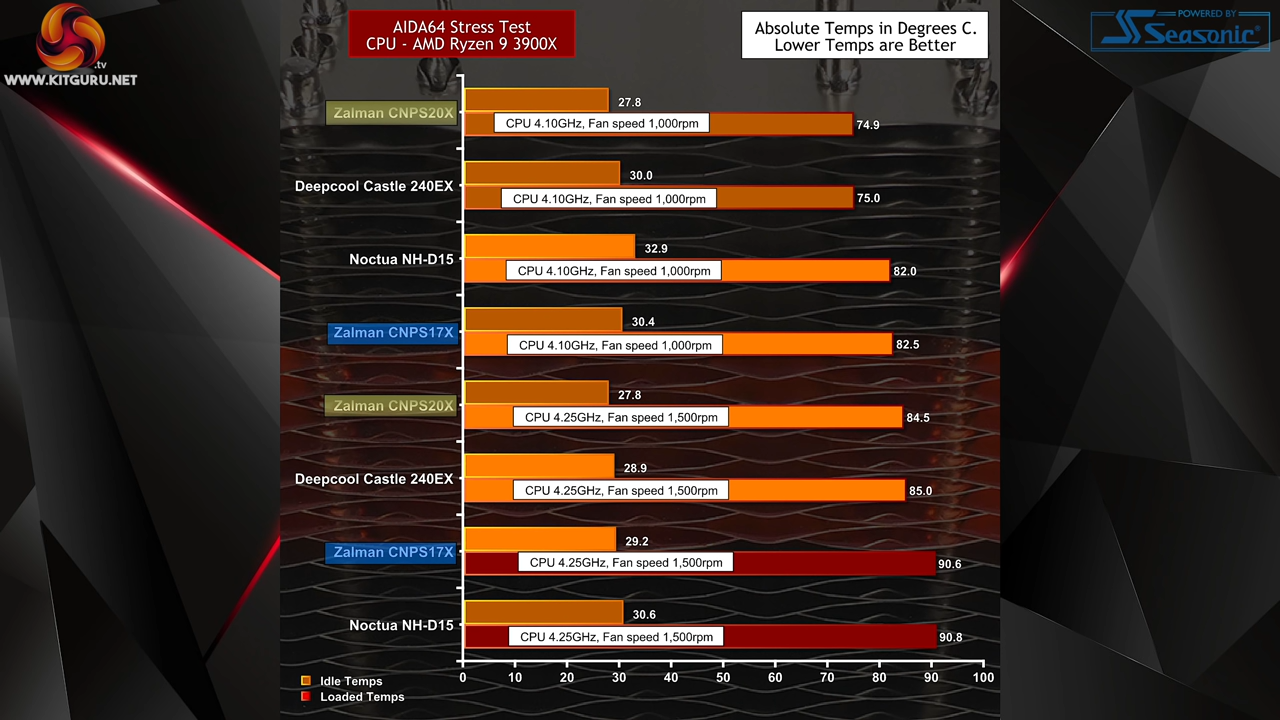 AIDA64 Stress Test
CPU - AMD Ryzen 9 3900X
Absolute Temps in Degrees C.
Lower Temps are Better
POWERED BY
Seasonic
.tv
WWW.KITGURU.NET
Zalman CNPS20X
27.8
CPU 4.10GHz, Fan speed 1,000rpm
74.9
Deepcool Castle 240EX
30.0
CPU 4.10GHz, Fan speed 1,000rpm
75.0
Noctua NH-D15
32.9
CPU 4.10GHz, Fan speed 1,000rpm
82.0
Zalman CNPS17X
30.4
CPU 4.10GHz, Fan speed 1,000rpm
82.5
Zalman CNPS20X
27.8
CPU 4.25GHz, Fan speed 1,500rpm
84.5
Deepcool Castle 240EX
28.9
CPU 4.25GHz, Fan speed 1,500rpm
85.0
Zalman CNPS17X
29.2
CPU 4.25GHz, Fan speed 1,500rpm
90.6
Noctua NH-D15
30.6
CPU 4.25GHz, Fan speed 1,500rpm
90.8
0 10 20 30 40 50 60 70 80 90 100
Idle Temps
Loaded Temps